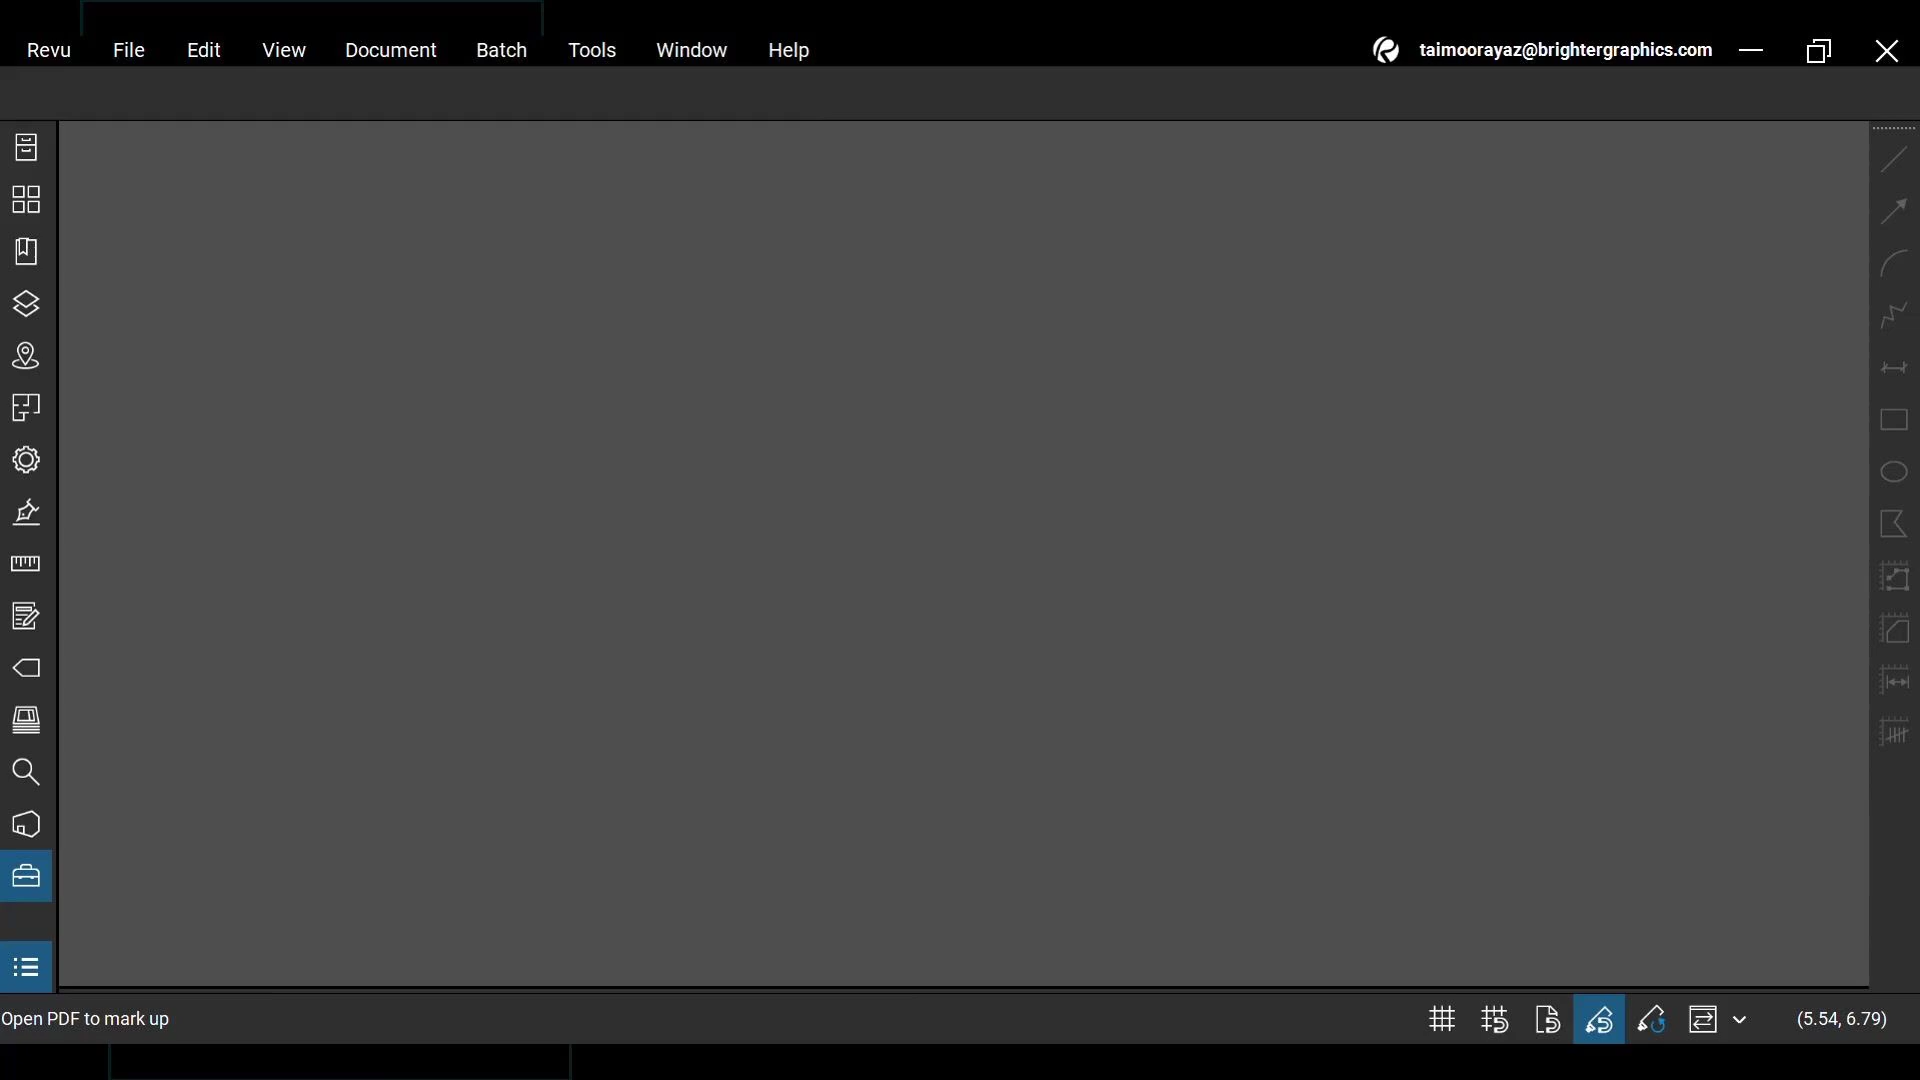 Revu File Edit View Document Batch Tools Window Help taimoorayaz@brightergraphics.com
Open PDF to mark up (5.54, 6.79)